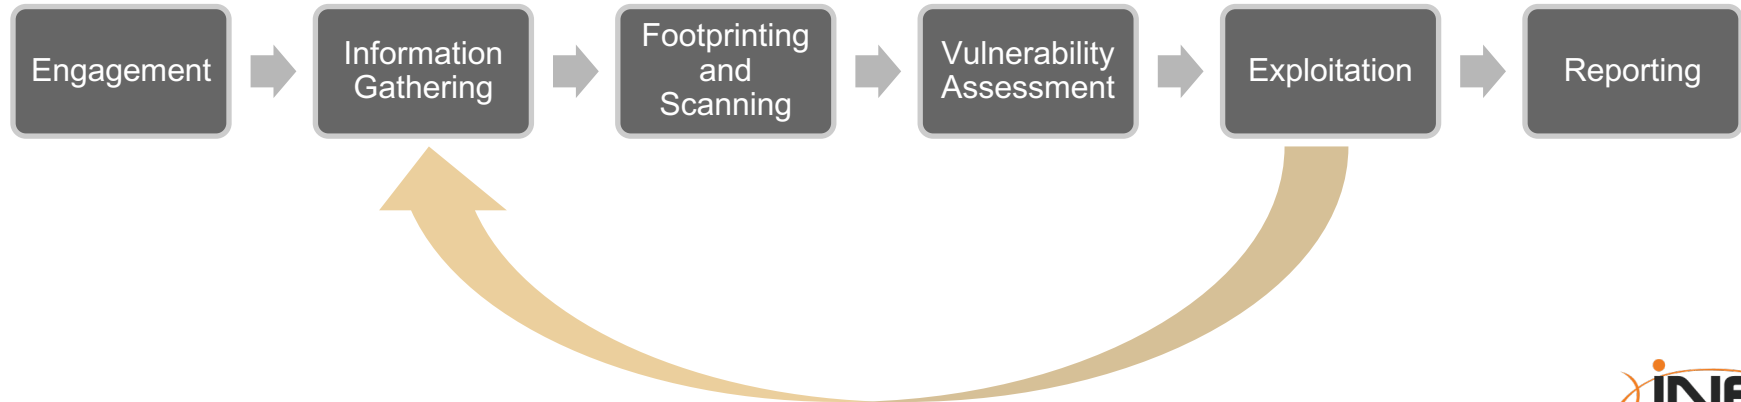 Engagement
Information
Gathering
Footprinting
and
Scanning
Vulnerability
Assessment
Exploitation
Reporting